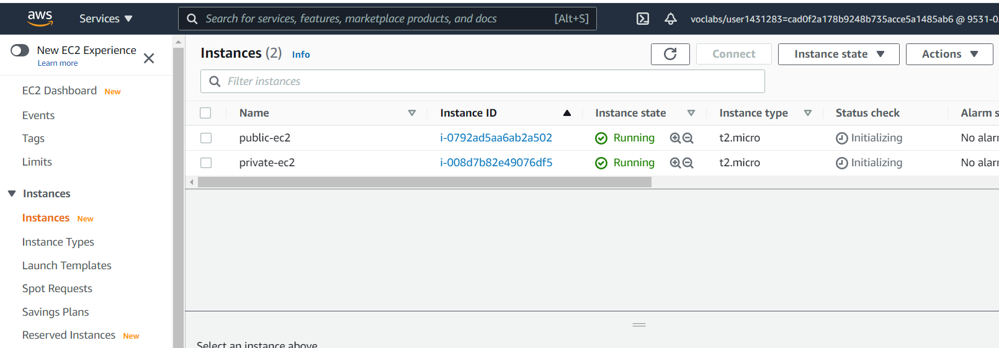 aws
Services
Search for services, features, marketplace products, and docs
[Alt+S]
voclabs/user1431283=cad0f2a178b9248b735acce5a1485ab6 @ 9531-0
New EC2 Experience
Learn more
EC2 Dashboard New
Events
Tags
Limits
Instances
Instances New
Instance Types
Launch Templates
Spot Requests
Savings Plans
Reserved Instances New
Instances (2) Info
Connect
Instance state
Actions
Filter instances
Name Instance ID Instance state Instance type Status check Alarm s
public-ec2 i-0792ad5aa6ab2a502 Running t2.micro Initializing No alar
private-ec2 i-008d7b82e49076df5 Running t2.micro Initializing No alar
Select an instance above